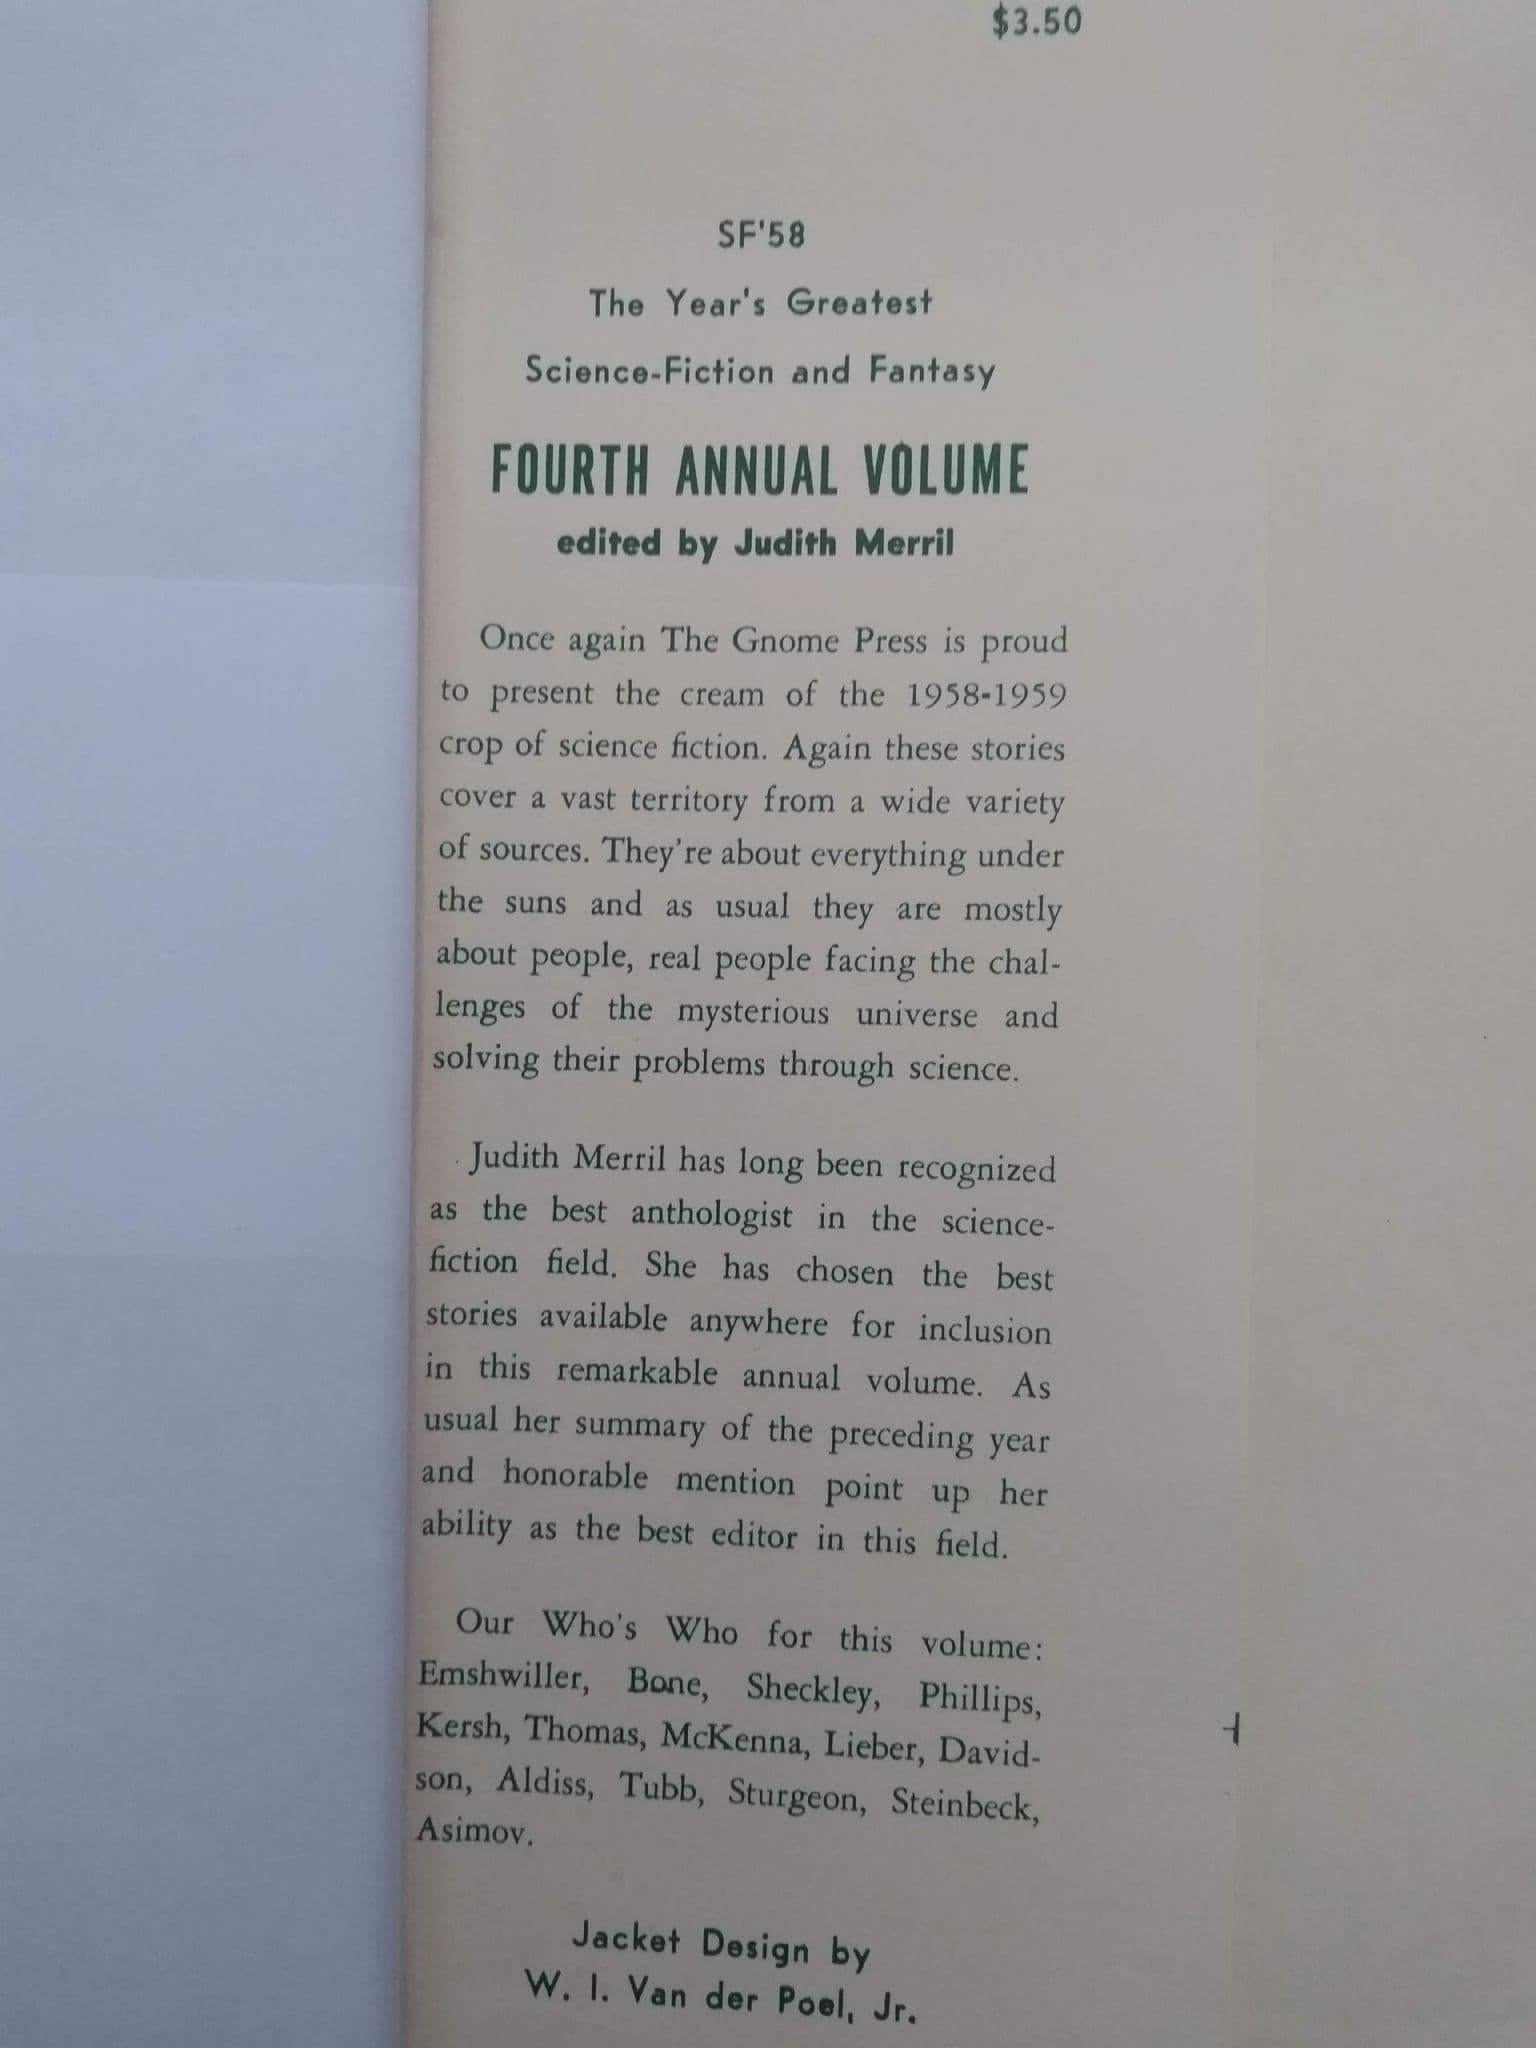 $3.50
SF'58
The Year's Greatest
Science-Fiction and Fantasy
FOURTH ANNUAL VOLUME
edited by Judith Merril
Once again The Gnome Press is proud
to present the cream of the 1958-1959
crop of science fiction. Again these stories
cover a vast territory from a wide variety
of sources. They're about everything under
the suns and as usual they are mostly
about people, real people facing the chal-
lenges of the mysterious universe and
solving their problems through science.
Judith Merril has long been recognized
as the best anthologist in the science-
fiction field. She has chosen the best
stories available anywhere for inclusion
in this remarkable annual volume. As
usual her summary of the preceding year
and honorable mention point up her
ability as the best editor in this field.
Our Who's Who for this volume:
Emshwiller, Bone, Sheckley, Phillips,
Kersh, Thomas, McKenna, Lieber, David-
son, Aldiss, Tubb, Sturgeon, Steinbeck,
Asimov.
Jacket Design by
W. I. Van der Poel, Jr.